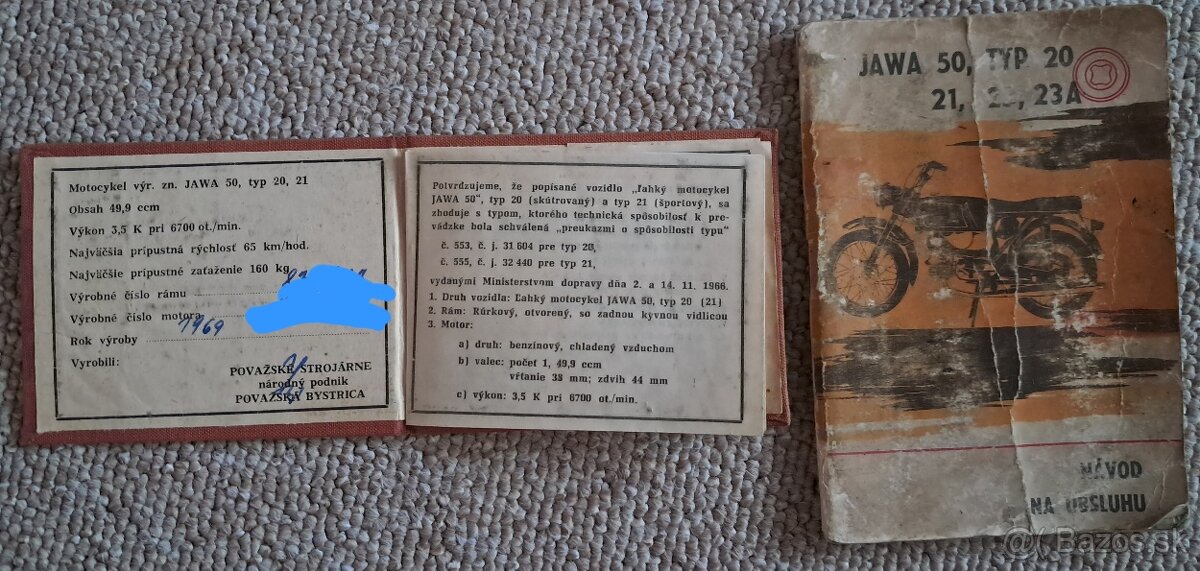 Motocykel výr. zn. JAWA 50, typ 20, 21
Obsah 49,9 ccm
Výkon 3,5 K pri 6700 ot./min.
Najväčšia prípustná rýchlosť 65 km/hod.
Najväčšie prípustné zaťaženie 160 kg
Výrobné číslo rámu
Výrobné číslo motora
Rok výroby 1969
Vyrobili:
POVAŽSKÉ STROJÁRNE
národný podnik
POVAŽSKÁ BYSTRICA
Potvrdzujeme, že popísané vozidlo „ľahký motocykel
JAWA 50", typ 20 (skútrovaný) a typ 21 (športový), sa
zhoduje s typom, ktorého technická spôsobilosť k pre-
vádzke bola schválená „preukazmi o spôsobilosti typu"
č. 553, č. j. 31 604 pre typ 20,
č. 555, č. j. 32 440 pre typ 21,
vydanými Ministerstvom dopravy dňa 2. a 14. 11. 1966.
1. Druh vozidla: Ľahký motocykel JAWA 50, typ 20 (21)
2. Rám: Rúrkový, otvorený, so zadnou kyvnou vidlicou
3. Motor:
a) druh: benzínový, chladený vzduchom
b) valec: počet 1, 49,9 ccm
vŕtanie 38 mm; zdvih 44 mm
c) výkon: 3,5 K pri 6700 ot./min.
JAWA 50, TYP 20
21, 23, 23A
NÁVOD
NA OBSLUHU
@ Bazos.sk